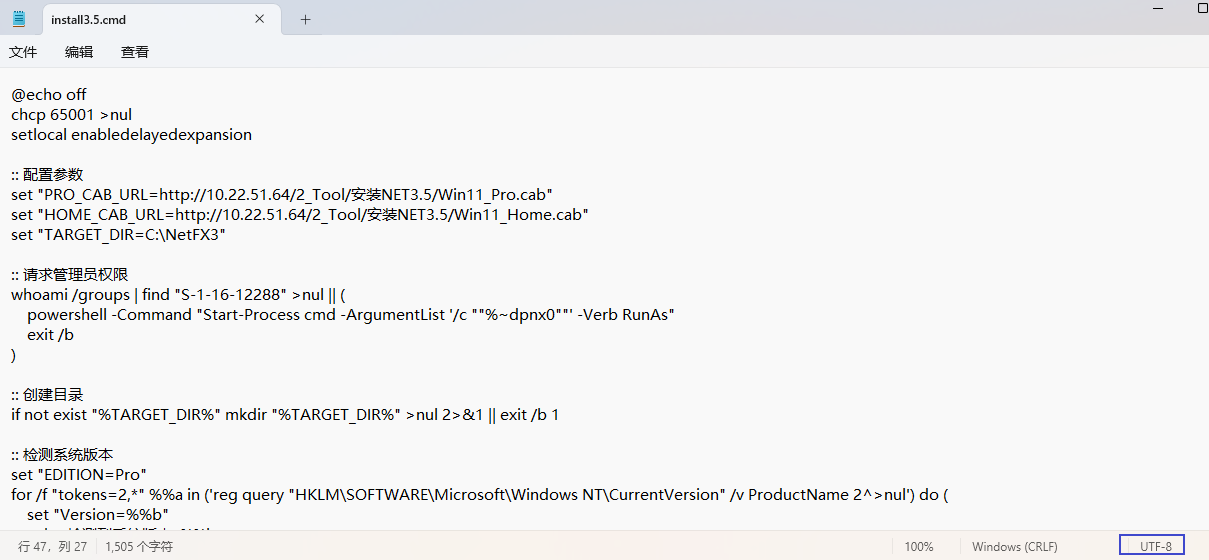 install3.5.cmd
文件 编辑 查看
@echo off
chcp 65001 >nul
setlocal enabledelayedexpansion
:: 配置参数
set "PRO_CAB_URL=http://10.22.51.64/2_Tool/安装NET3.5/Win11_Pro.cab"
set "HOME_CAB_URL=http://10.22.51.64/2_Tool/安装NET3.5/Win11_Home.cab"
set "TARGET_DIR=C:\NetFX3"
:: 请求管理员权限
whoami /groups | find "S-1-16-12288" >nul || (
powershell -Command "Start-Process cmd -ArgumentList '/c ""%~dpnx0""' -Verb RunAs"
exit /b
)
:: 创建目录
if not exist "%TARGET_DIR%" mkdir "%TARGET_DIR%" >nul 2>&1 || exit /b 1
:: 检测系统版本
set "EDITION=Pro"
for /f "tokens=2,*" %%a in ('reg query "HKLM\SOFTWARE\Microsoft\Windows NT\CurrentVersion" /v ProductName 2^>nul') do (
set "Version=%%b"
行 47，列 27 1,505 个字符 100% Windows (CRLF) UTF-8